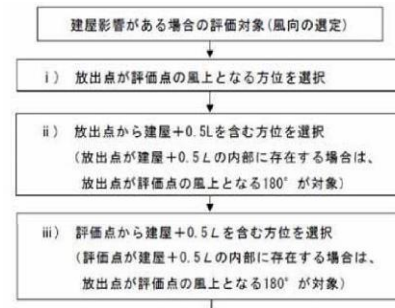 建屋影響がある場合の評価対象(風向の選定)
ⅰ) 放出点が評価点の風上となる方位を選択
ⅱ) 放出点から建屋+0.5Lを含む方位を選択
(放出点が建屋+0.5Lの内部に存在する場合は、
放出点が評価点の風上となる180°が対象)
ⅲ) 評価点から建屋+0.5Lを含む方位を選択
(評価点が建屋+0.5Lの内部に存在する場合は、
放出点が評価点の風上となる180°が対象)